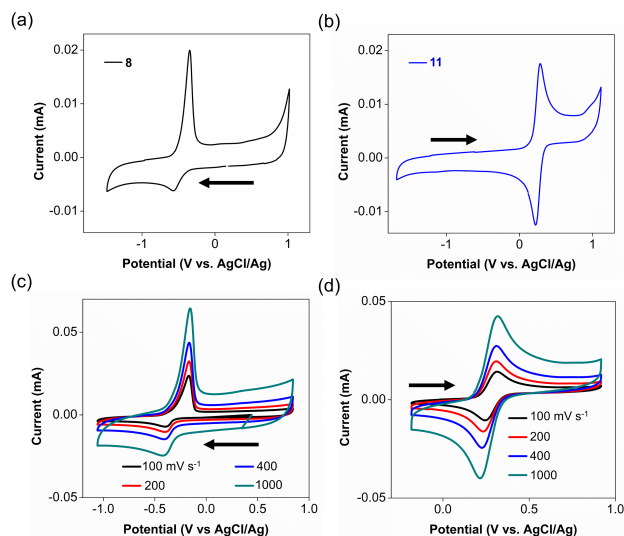 (a)
8
0.02
0.01
0.00
-0.01
Current (mA)
-1
0
1
Potential (V vs. AgCl/Ag)
(b)
11
0.02
0.01
0.00
-0.01
Current (mA)
-1
0
1
Potential (V vs. AgCl/Ag)
(c)
0.05
0.00
-0.05
Current (mA)
100 mV s⁻¹
400
200
1000
-1.0
-0.5
0.0
0.5
1.0
Potential (V vs AgCl/Ag)
(d)
0.05
0.00
-0.05
Current (mA)
100 mV s⁻¹
200
400
1000
0.0
0.5
1.0
Potential (V vs AgCl/Ag)